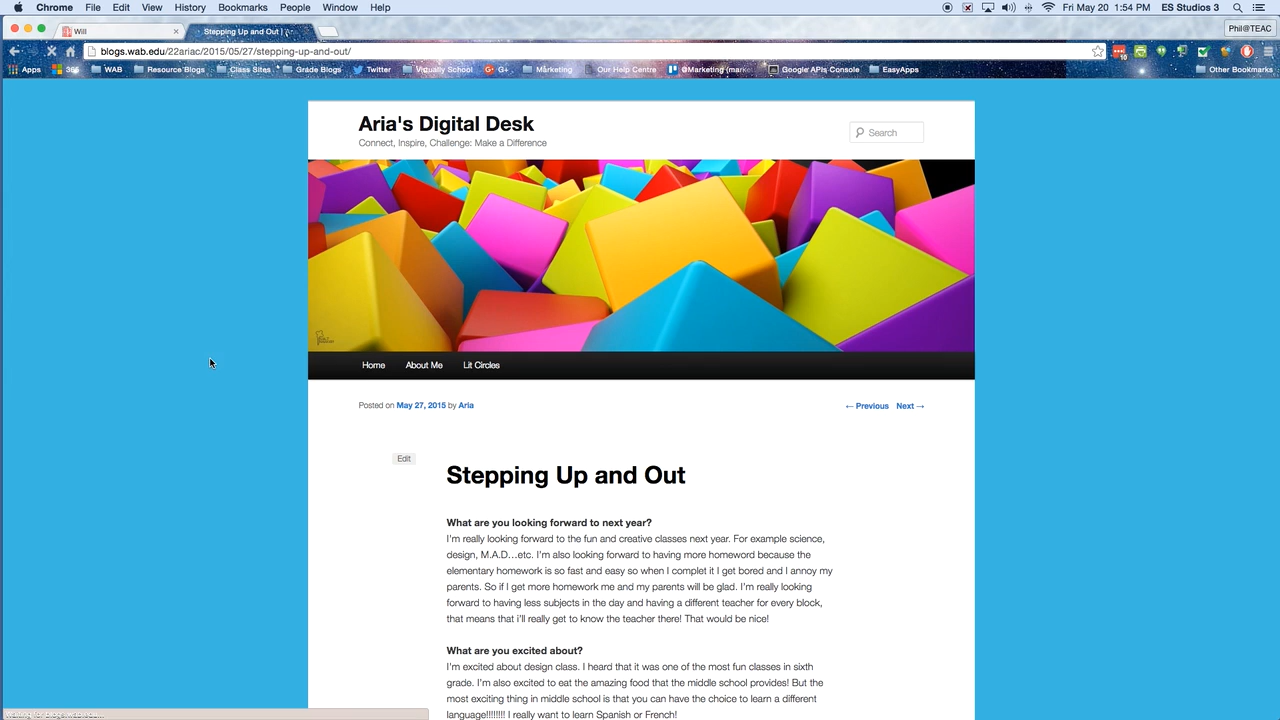 Chrome File Edit View History Bookmarks People Window Help Fri May 20 1:54 PM ES Studios 3
Will Stepping Up and Out | Phil@TEAC
blogs.wab.edu/22ariac/2015/05/27/stepping-up-and-out/
Apps 365 WAB Resource Blogs Class Sites Grade Blogs Twitter Visually School G+ Marketing Our Help Centre @Marketing (mark Google APIs Console EasyApps Other Bookmarks
Aria's Digital Desk
Connect, Inspire, Challenge: Make a Difference
Search
Home About Me Lit Circles
Posted on May 27, 2015 by Aria
← Previous Next →
Edit
Stepping Up and Out
What are you looking forward to next year?
I'm really looking forward to the fun and creative classes next year. For example science,
design, M.A.D…etc. I'm also looking forward to having more homeword because the
elementary homework is so fast and easy so when I complet it I get bored and I annoy my
parents. So if I get more homework me and my parents will be glad. I'm really looking
forward to having less subjects in the day and having a different teacher for every block,
that means that i'll really get to know the teacher there! That would be nice!
What are you excited about?
I'm excited about design class. I heard that it was one of the most fun classes in sixth
grade. I'm also excited to eat the amazing food that the middle school provides! But the
most exciting thing in middle school is that you can have the choice to learn a different
language!!!!!!!! I really want to learn Spanish or French!